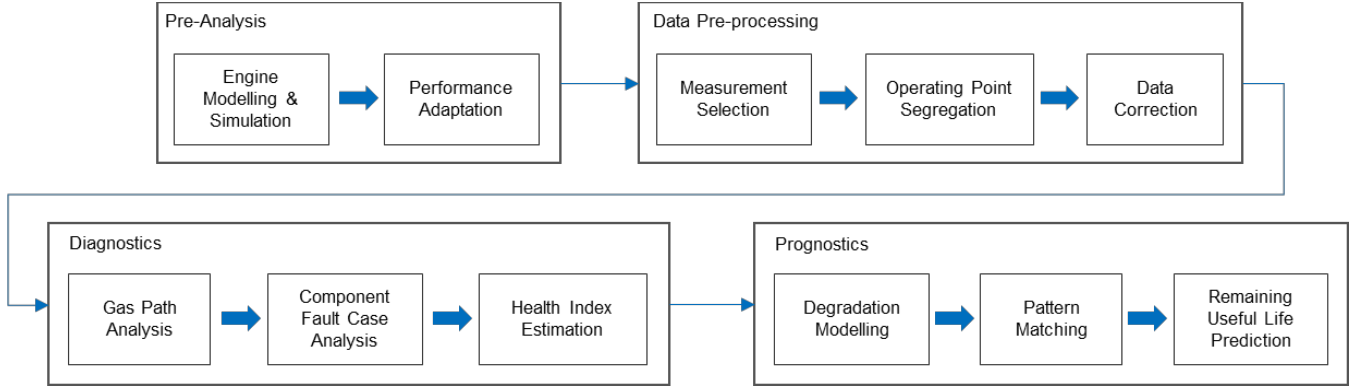 Pre-Analysis
Engine
Modelling &
Simulation
Performance
Adaptation
Data Pre-processing
Measurement
Selection
Operating Point
Segregation
Data
Correction
Diagnostics
Gas Path
Analysis
Component
Fault Case
Analysis
Health Index
Estimation
Prognostics
Degradation
Modelling
Pattern
Matching
Remaining
Useful Life
Prediction